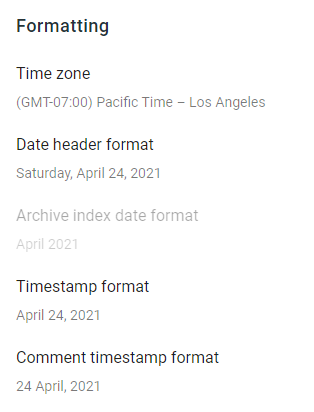 Formatting
Time zone
(GMT-07:00) Pacific Time – Los Angeles
Date header format
Saturday, April 24, 2021
Archive index date format
April 2021
Timestamp format
April 24, 2021
Comment timestamp format
24 April, 2021